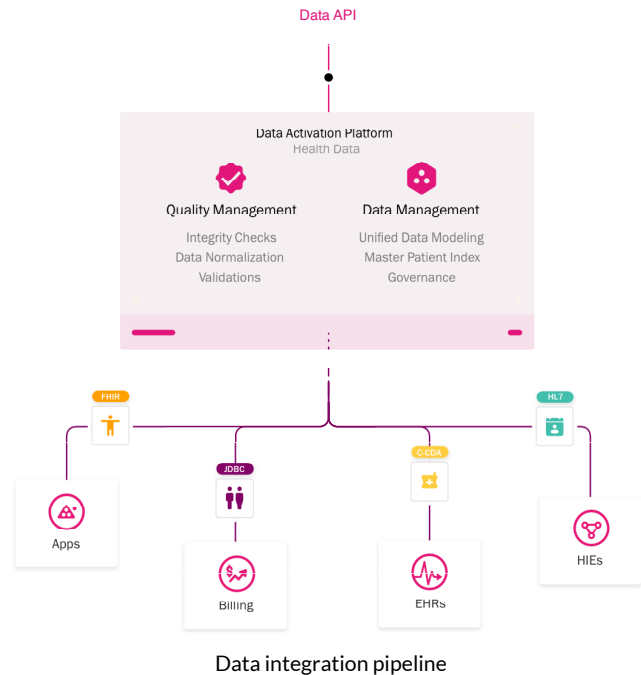 Data API
Data Activation Platform
Health Data
Quality Management
Integrity Checks
Data Normalization
Validations
Data Management
Unified Data Modeling
Master Patient Index
Governance
FHIR
Apps
JDBC
Billing
C-CDA
EHRs
HL7
HIEs
Data integration pipeline